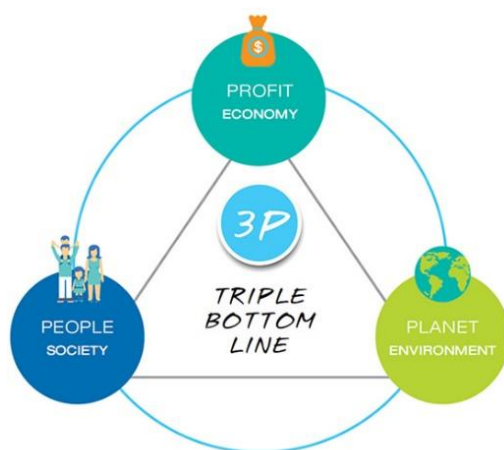 $
PROFIT
ECONOMY
3P
TRIPLE
BOTTOM
LINE
PEOPLE
SOCIETY
PLANET
ENVIRONMENT